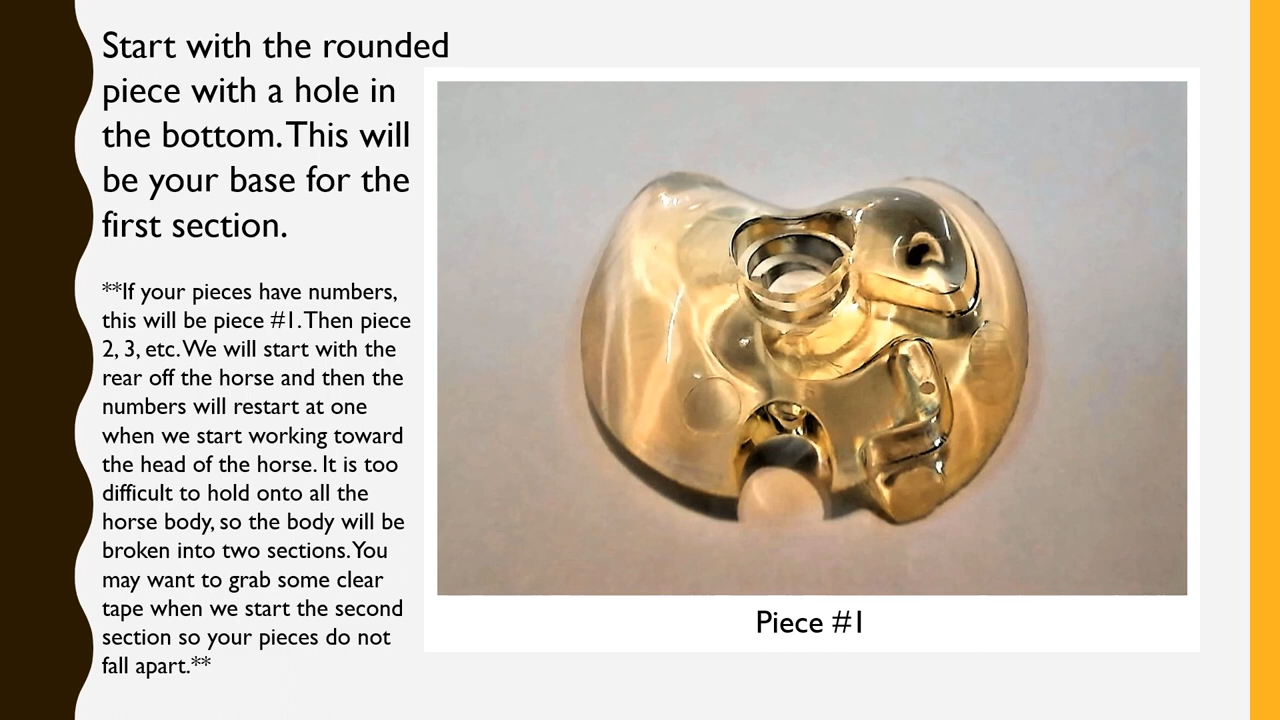 Start with the rounded
piece with a hole in
the bottom. This will
be your base for the
first section.
**If your pieces have numbers,
this will be piece #1. Then piece
2, 3, etc. We will start with the
rear off the horse and then the
numbers will restart at one
when we start working toward
the head of the horse. It is too
difficult to hold onto all the
horse body, so the body will be
broken into two sections. You
may want to grab some clear
tape when we start the second
section so your pieces do not
fall apart.**
Piece #1